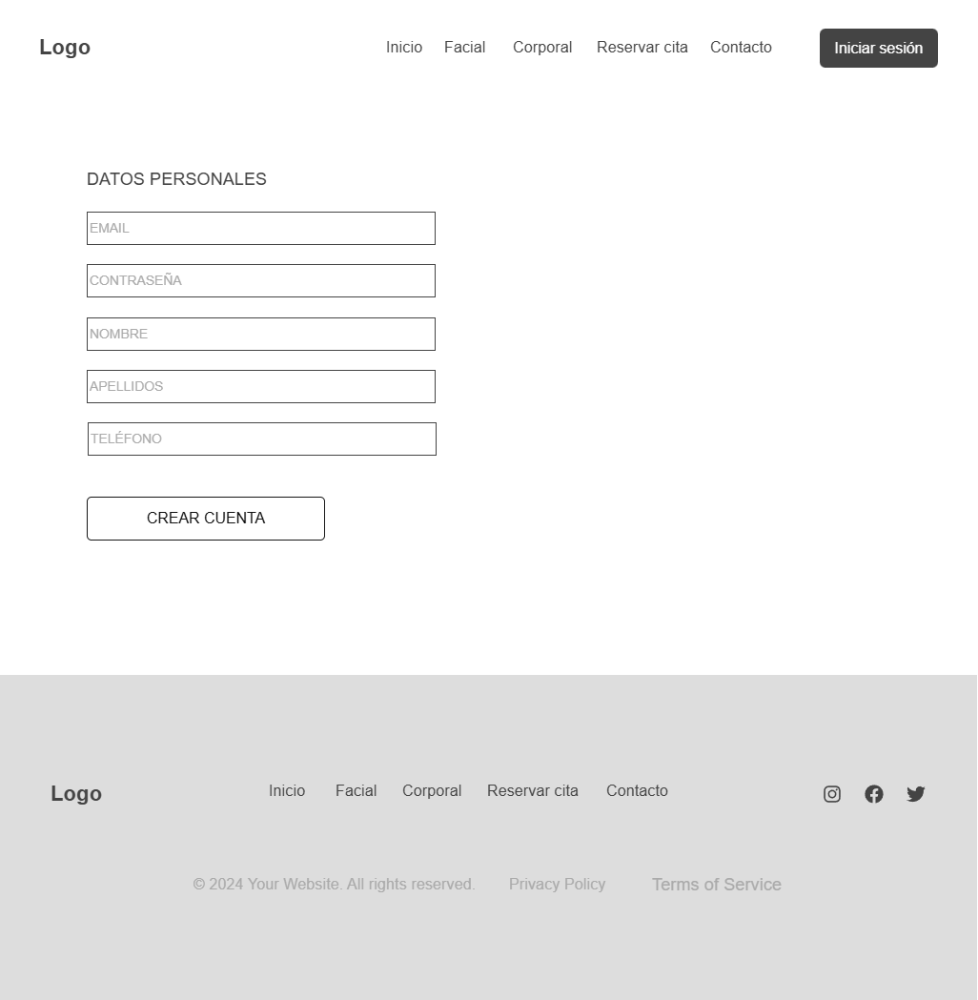 Logo Inicio Facial Corporal Reservar cita Contacto Iniciar sesión
DATOS PERSONALES
EMAIL
CONTRASEÑA
NOMBRE
APELLIDOS
TELÉFONO
CREAR CUENTA
Logo Inicio Facial Corporal Reservar cita Contacto
© 2024 Your Website. All rights reserved. Privacy Policy Terms of Service